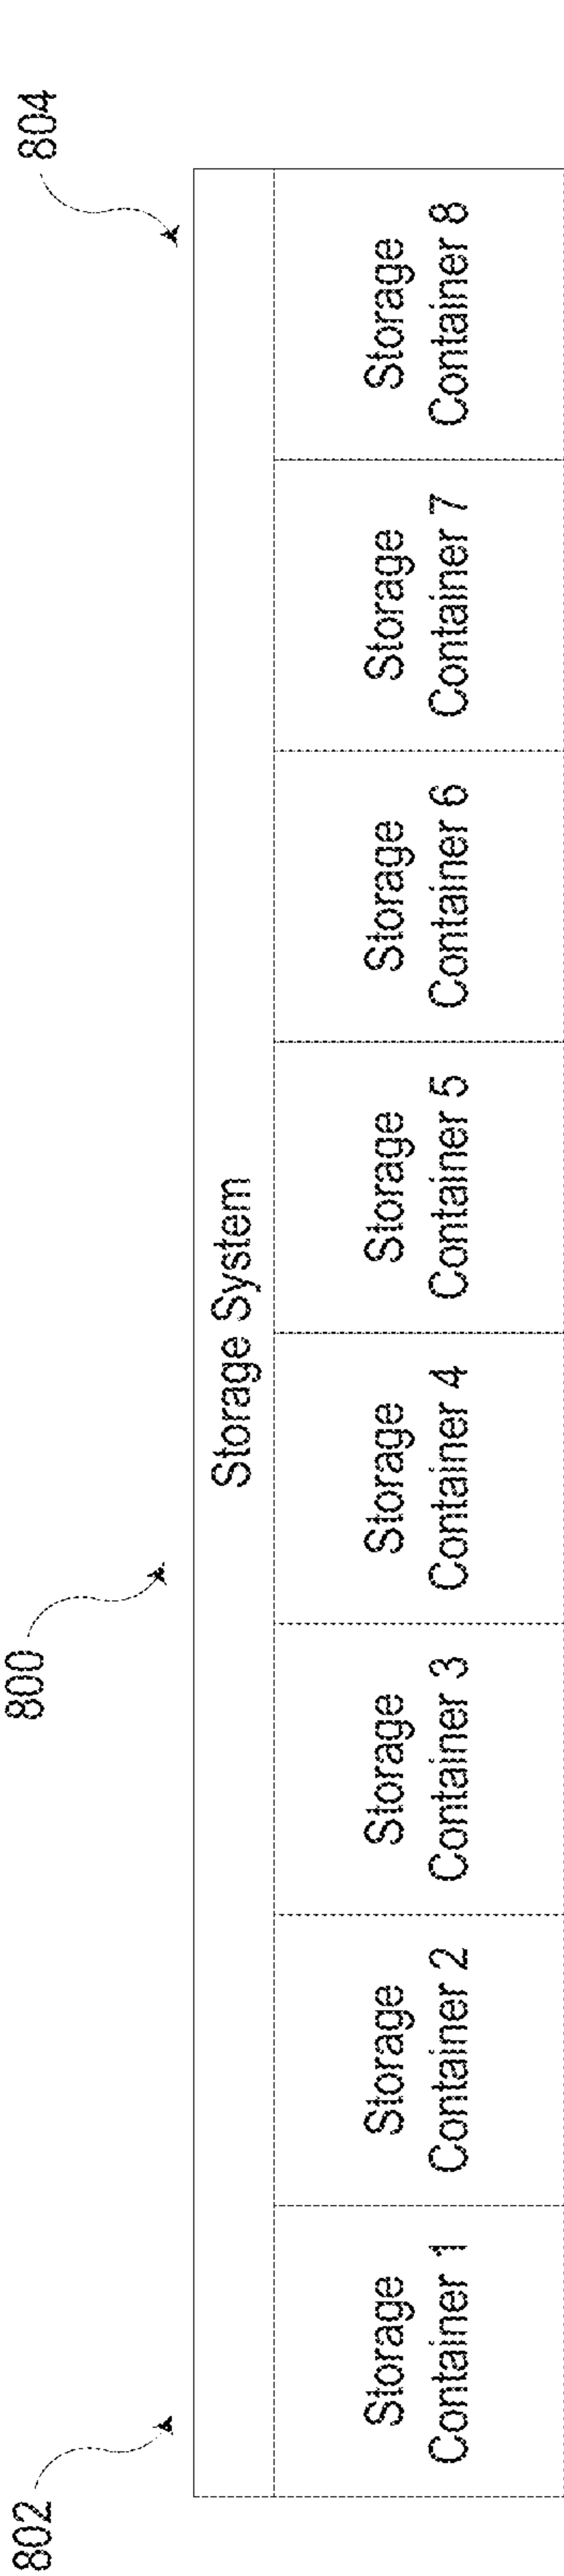 802
800
804
Storage System
Storage
Container 1
Storage
Container 2
Storage
Container 3
Storage
Container 4
Storage
Container 5
Storage
Container 6
Storage
Container 7
Storage
Container 8